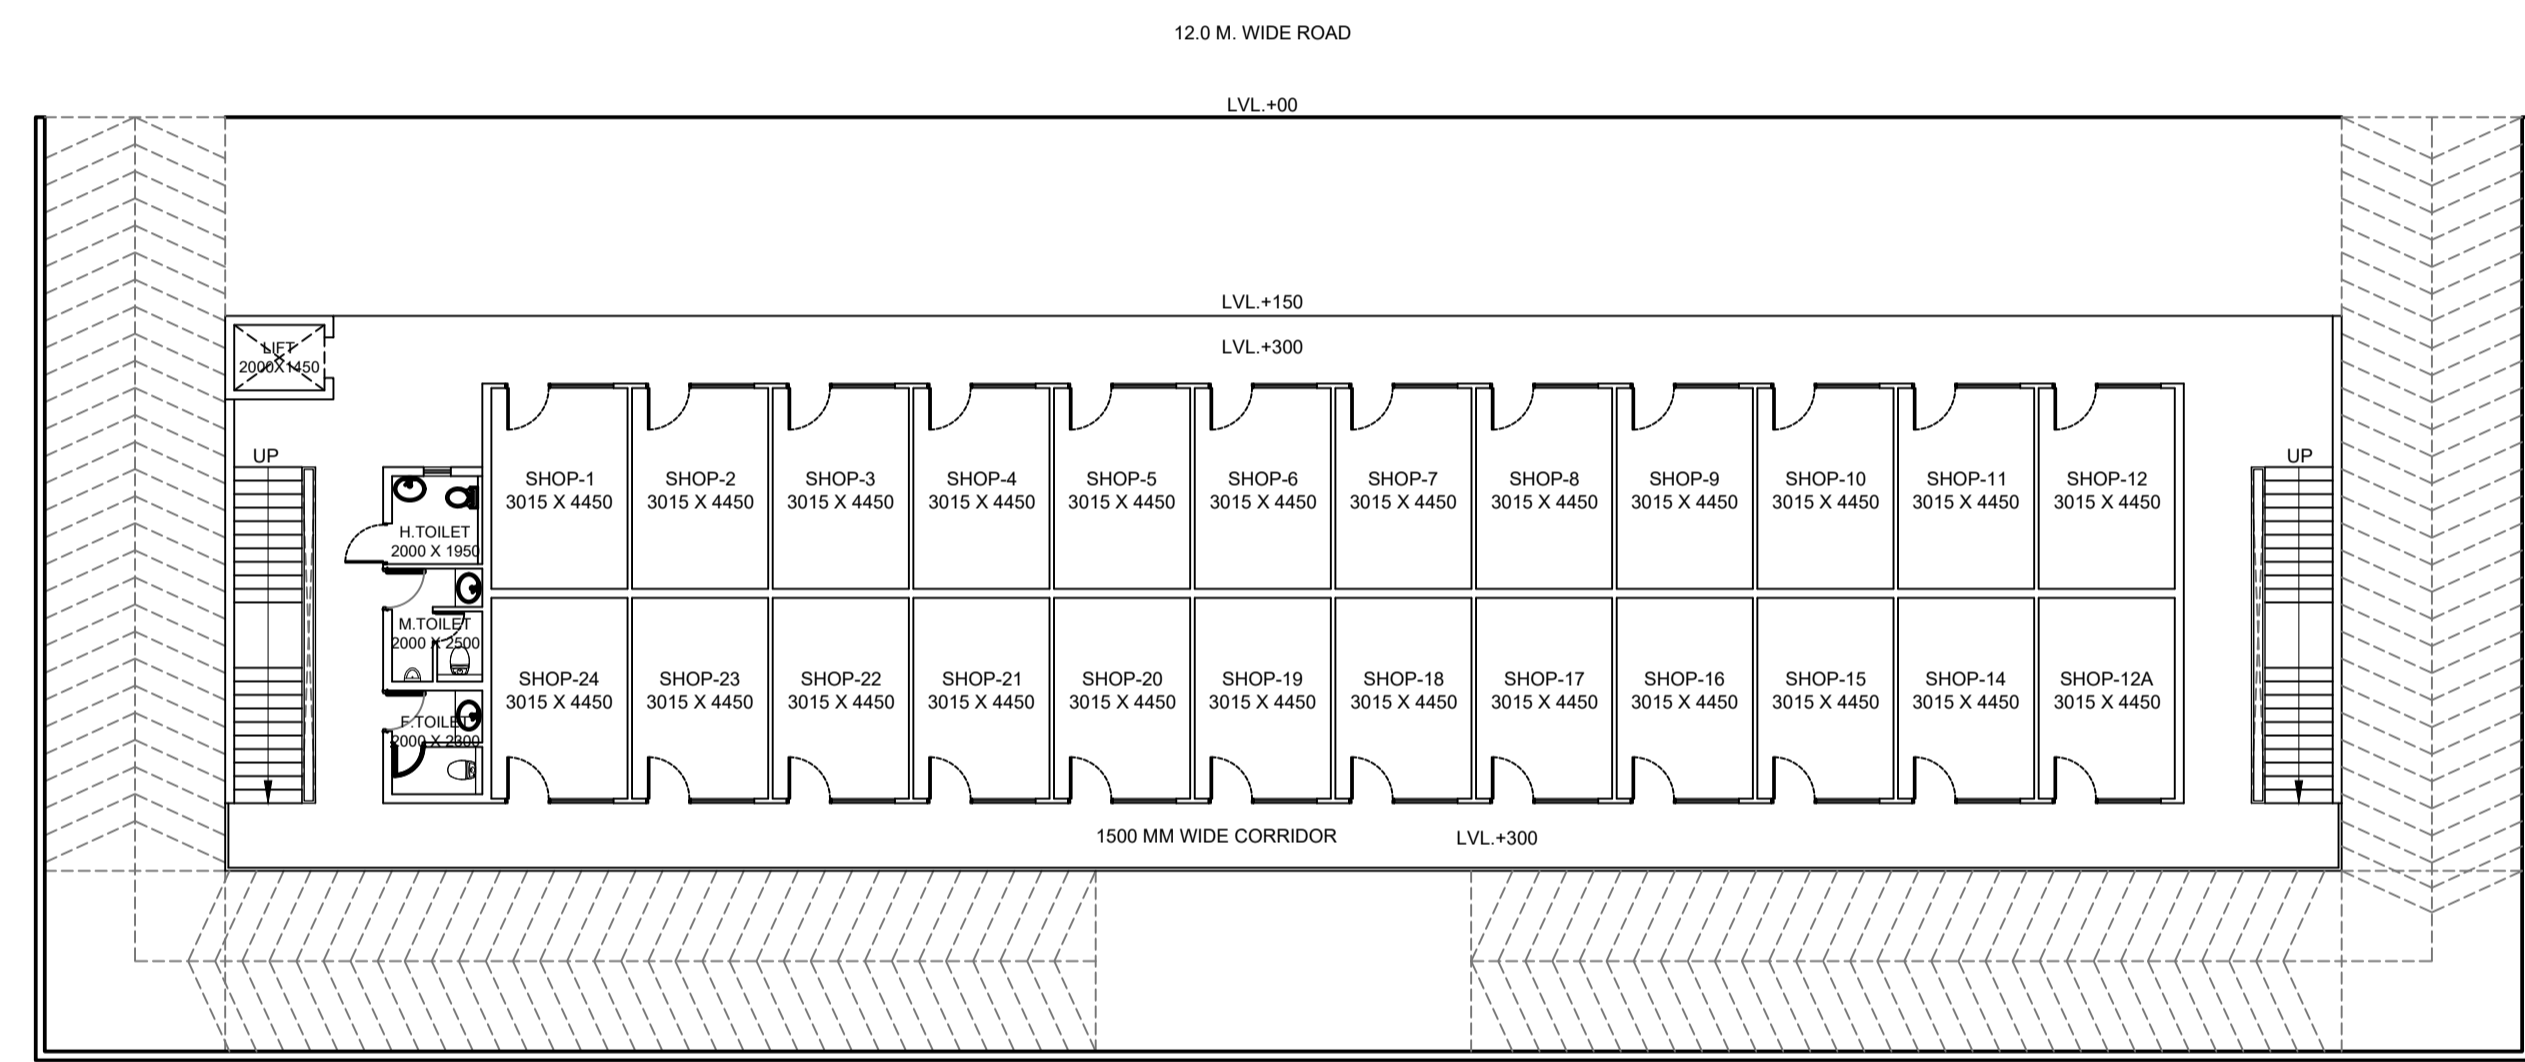 12.0 M. WIDE ROAD
LVL.+00
LVL.+150
LVL.+300
LIFT
2000X1450
UP
UP
SHOP-1
3015 X 4450
SHOP-2
3015 X 4450
SHOP-3
3015 X 4450
SHOP-4
3015 X 4450
SHOP-5
3015 X 4450
SHOP-6
3015 X 4450
SHOP-7
3015 X 4450
SHOP-8
3015 X 4450
SHOP-9
3015 X 4450
SHOP-10
3015 X 4450
SHOP-11
3015 X 4450
SHOP-12
3015 X 4450
H.TOILET
2000 X 1950
M.TOILET
2000 X 2500
F.TOILET
2000 X 2300
SHOP-24
3015 X 4450
SHOP-23
3015 X 4450
SHOP-22
3015 X 4450
SHOP-21
3015 X 4450
SHOP-20
3015 X 4450
SHOP-19
3015 X 4450
SHOP-18
3015 X 4450
SHOP-17
3015 X 4450
SHOP-16
3015 X 4450
SHOP-15
3015 X 4450
SHOP-14
3015 X 4450
SHOP-12A
3015 X 4450
1500 MM WIDE CORRIDOR
LVL.+300